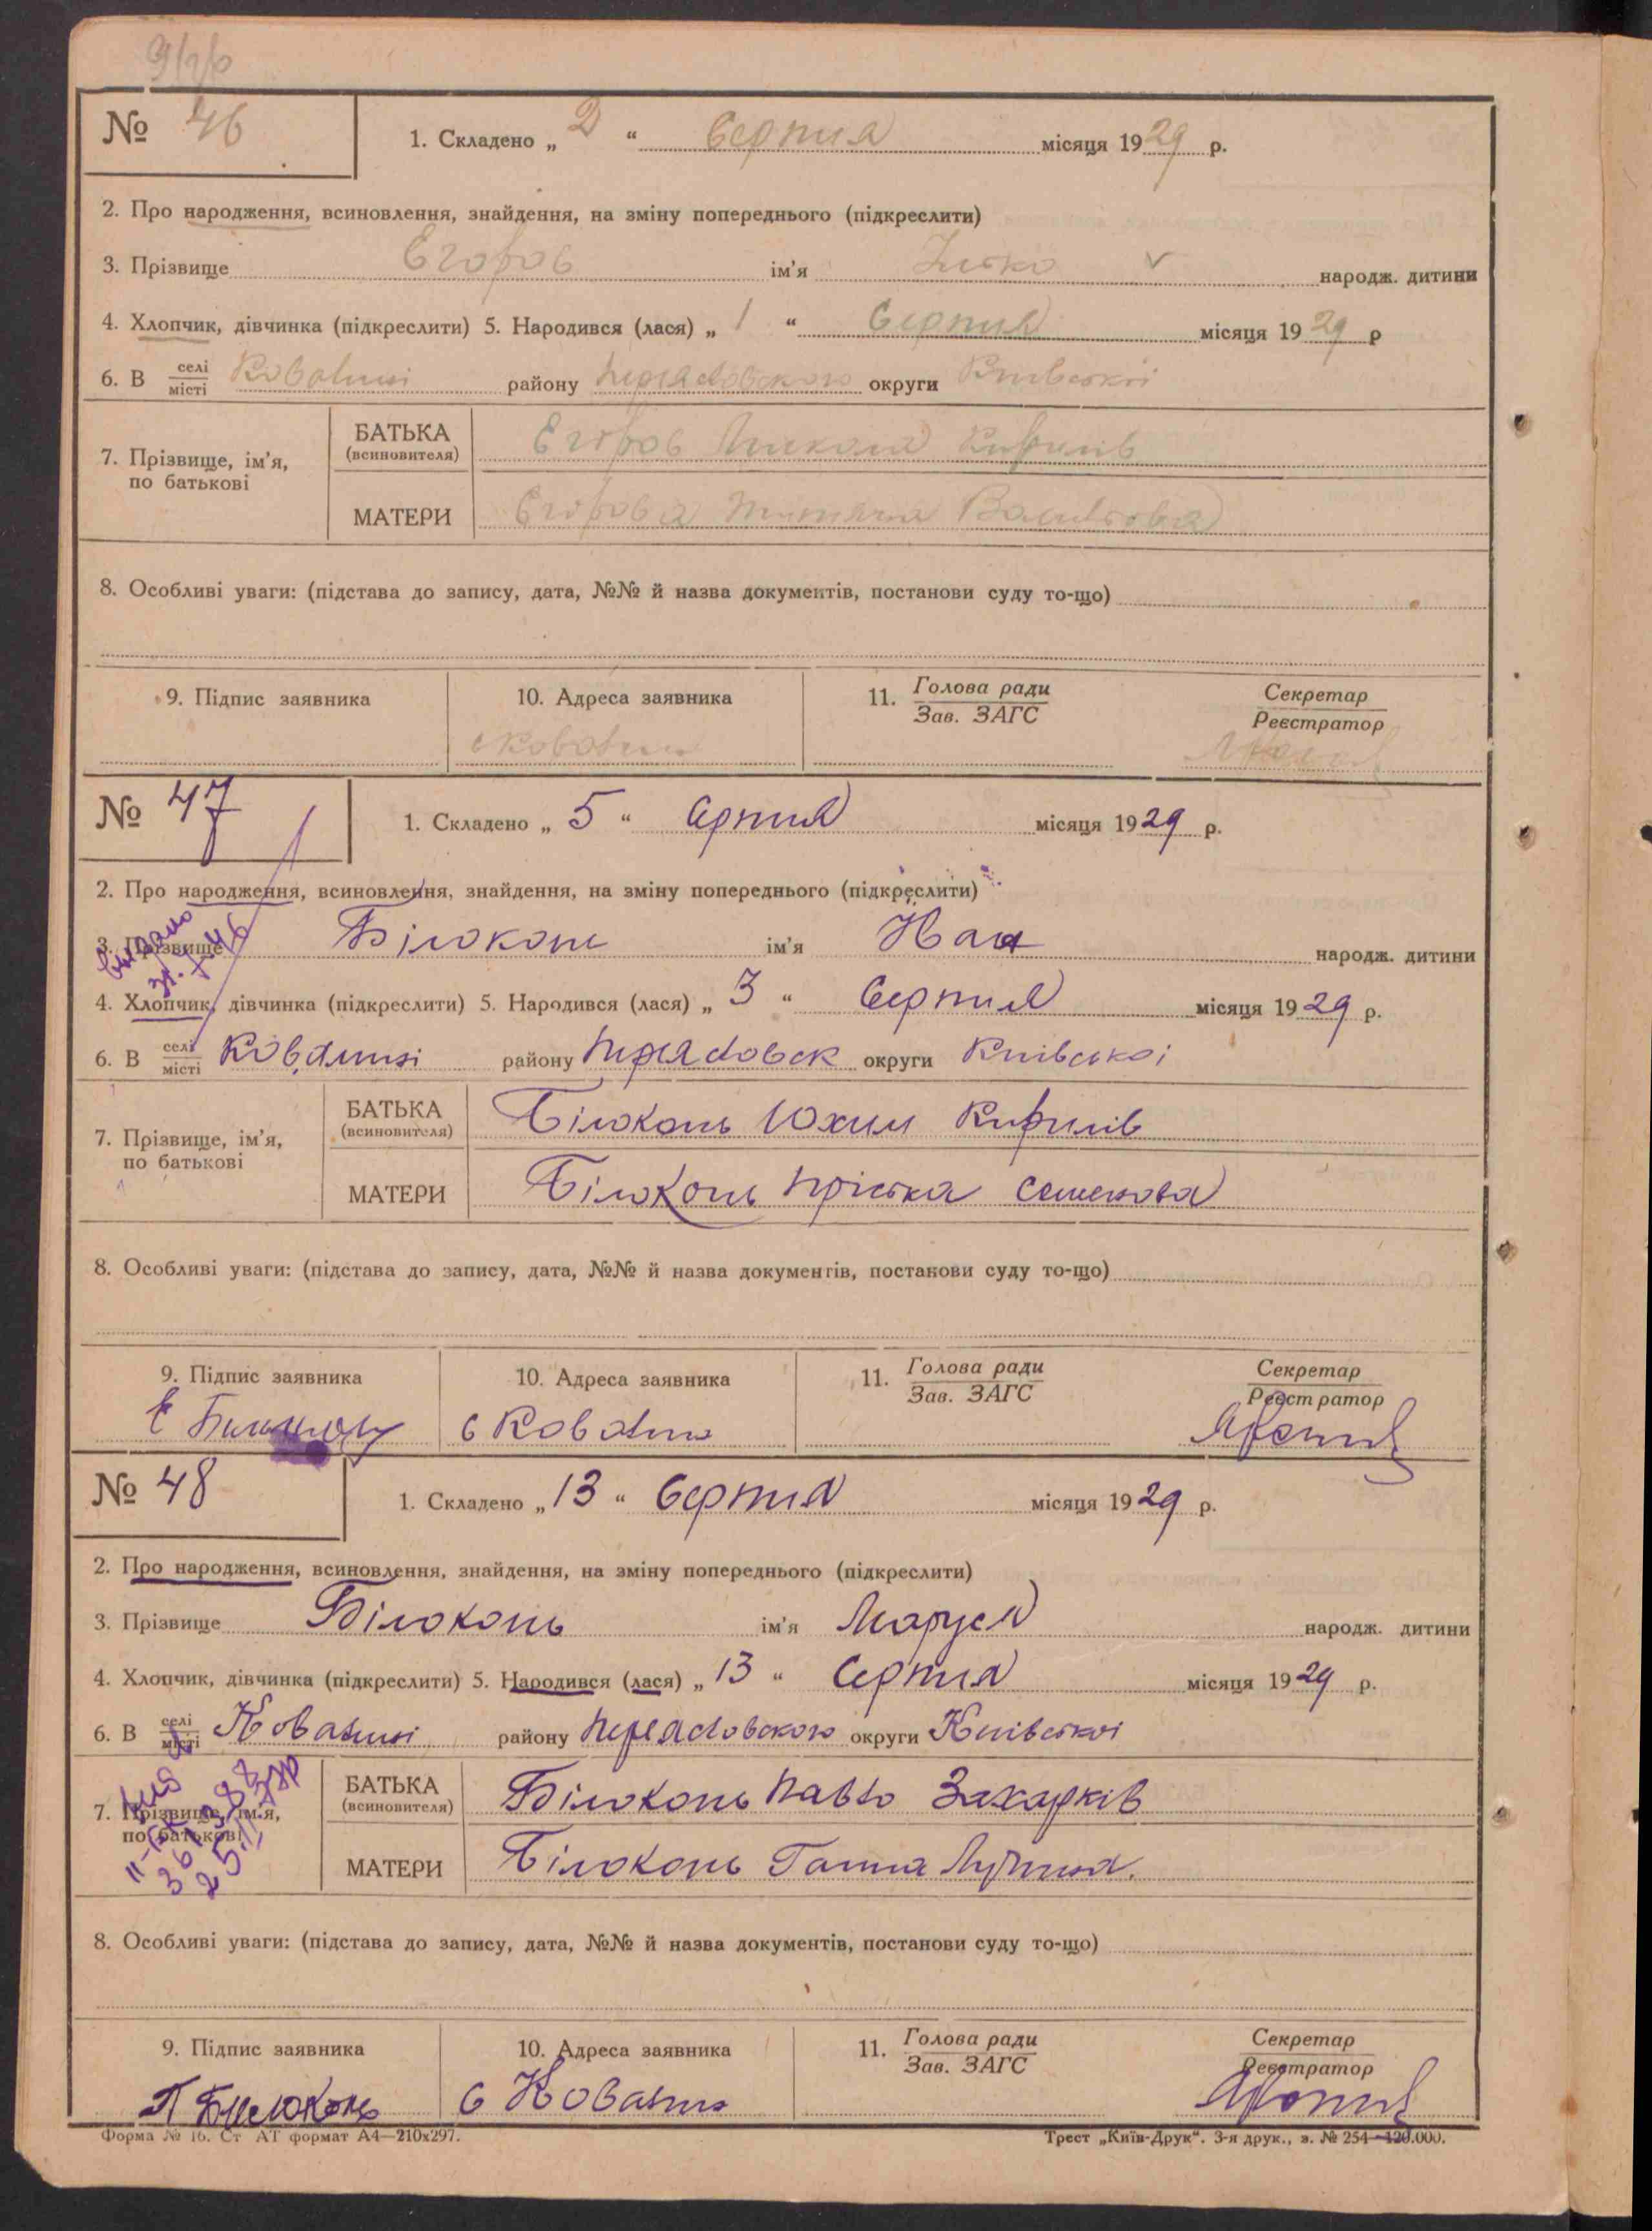 № 46
1. Складено „ 2 “ Серпня місяця 1929 р.
2. Про народження, всиновлення, знайдення, на зміну попереднього (підкреслити)
3. Прізвище Егоров ім'я народж. дитини
4. Хлопчик, дівчинка (підкреслити) 5. Народився (лася) „ 1 “ Серпня місяця 1929 р
6. В селі місті Ковалині району округи Київської
7. Прізвище, ім'я, по батькові
БАТЬКА (всиновителя) Егоров Микола Кирилів
МАТЕРИ Егорова
8. Особливі уваги: (підстава до запису, дата, №№ й назва документів, постанови суду то-що)
9. Підпис заявника
10. Адреса заявника
с Ковалин
11. Голова ради Зав. ЗАГС
Секретар Реєстратор
№ 47
1. Складено „ 5 “ Серпня місяця 1929 р.
2. Про народження, всиновлення, знайдення, на зміну попереднього (підкреслити)
3. Прізвище Білоконь ім'я Іван народж. дитини
4. Хлопчик, дівчинка (підкреслити) 5. Народився (лася) „ 3 “ Серпня місяця 1929 р.
6. В селі місті Ковалині району округи Київської
7. Прізвище, ім'я, по батькові
БАТЬКА (всиновителя) Білоконь Юхим Кирилів
МАТЕРИ Білоконь Пріська Семенова
8. Особливі уваги: (підстава до запису, дата, №№ й назва документів, постанови суду то-що)
9. Підпис заявника
10. Адреса заявника
с Ковалин
11. Голова ради Зав. ЗАГС
Секретар Реєстратор
№ 48
1. Складено „ 13 “ Серпня місяця 1929 р.
2. Про народження, всиновлення, знайдення, на зміну попереднього (підкреслити)
3. Прізвище Білоконь ім'я Маруся народж. дитини
4. Хлопчик, дівчинка (підкреслити) 5. Народився (лася) „ 13 “ Серпня місяця 1929 р.
6. В селі місті Ковалині району округи Київської
7. Прізвище, ім'я, по батькові
БАТЬКА (всиновителя) Білоконь Павло Захарків
МАТЕРИ Білоконь Ганна
8. Особливі уваги: (підстава до запису, дата, №№ й назва документів, постанови суду то-що)
9. Підпис заявника
10. Адреса заявника
П Билоконь
с Ковалин
11. Голова ради Зав. ЗАГС
Секретар Реєстратор
Форма № 16. Ст АТ формат А4—210х297.
Трест „Київ-Друк“. 3-я друк., з. № 254—120.000.